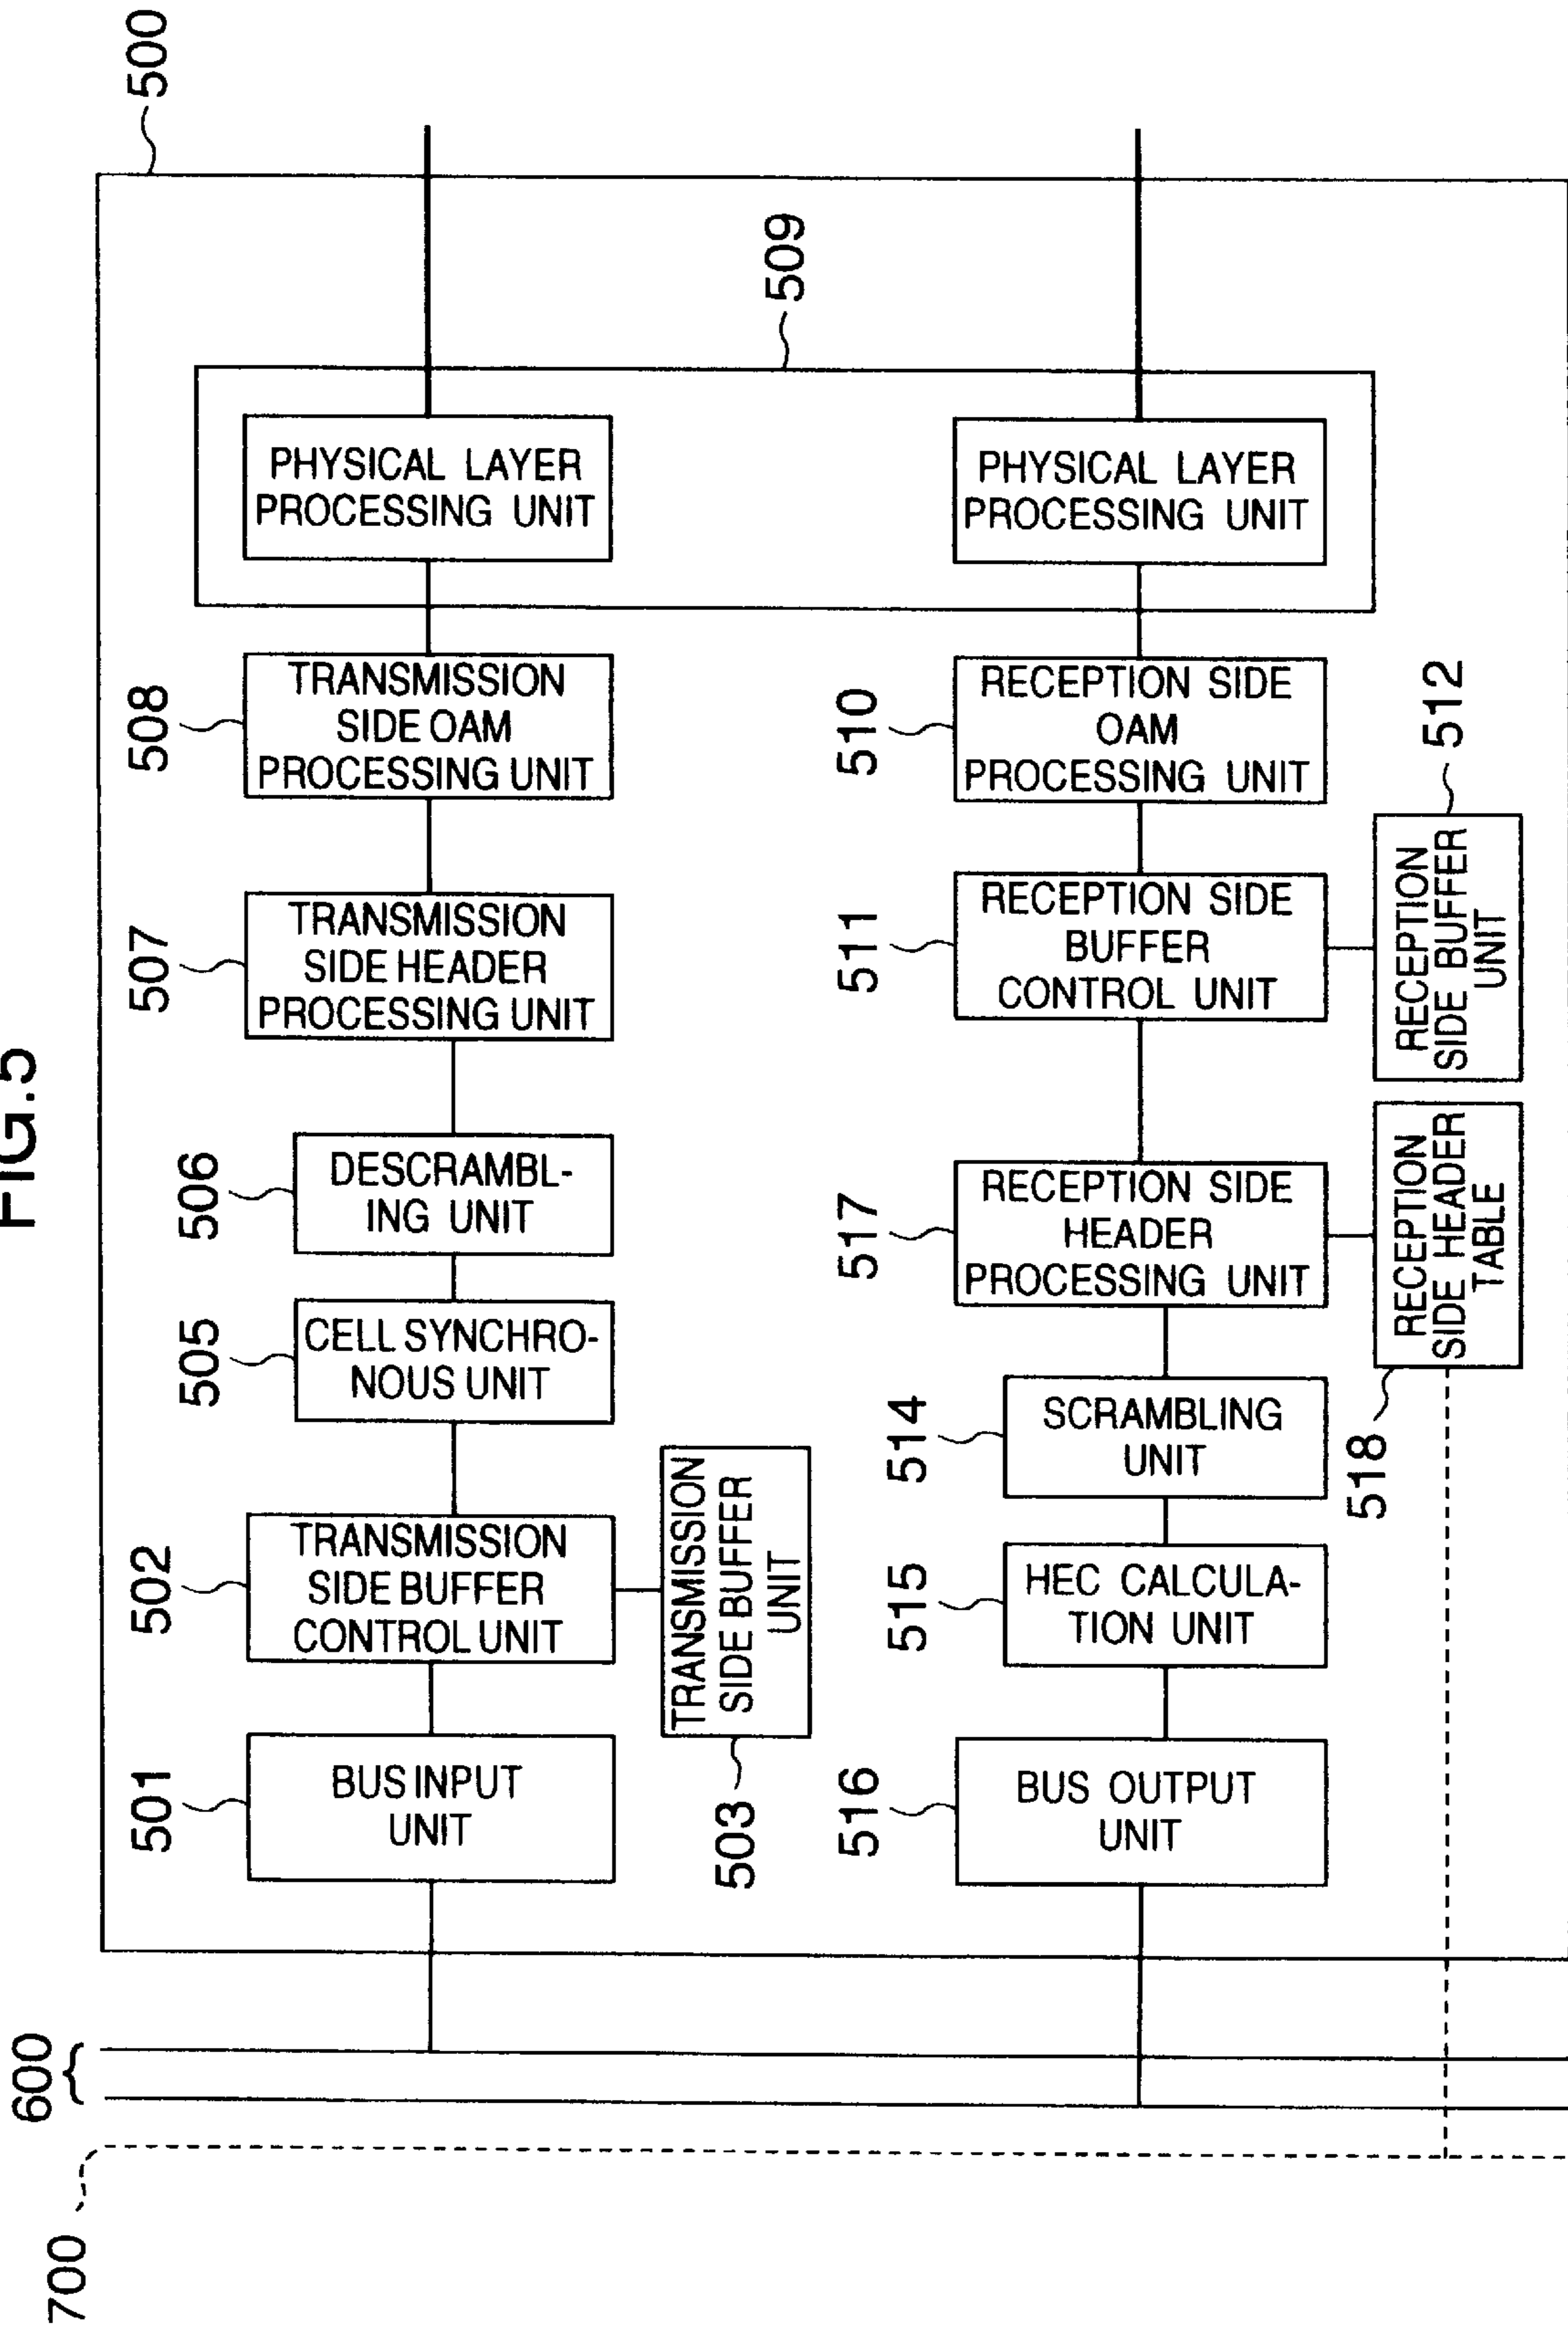 FIG.5
600
700
500
501
BUS INPUT
UNIT
502
TRANSMISSION
SIDE BUFFER
CONTROL UNIT
503
TRANSMISSION
SIDE BUFFER
UNIT
505
CELL SYNCHRO-
NOUS UNIT
506
DESCRAMBL-
ING UNIT
507
TRANSMISSION
SIDE HEADER
PROCESSING UNIT
508
TRANSMISSION
SIDE OAM
PROCESSING UNIT
PHYSICAL LAYER
PROCESSING UNIT
509
516
BUS OUTPUT
UNIT
515
HEC CALCULA-
TION UNIT
514
SCRAMBLING
UNIT
517
RECEPTION SIDE
HEADER
PROCESSING UNIT
518
RECEPTION
SIDE HEADER
TABLE
511
RECEPTION SIDE
BUFFER
CONTROL UNIT
512
RECEPTION
SIDE BUFFER
UNIT
510
RECEPTION SIDE
OAM
PROCESSING UNIT
PHYSICAL LAYER
PROCESSING UNIT